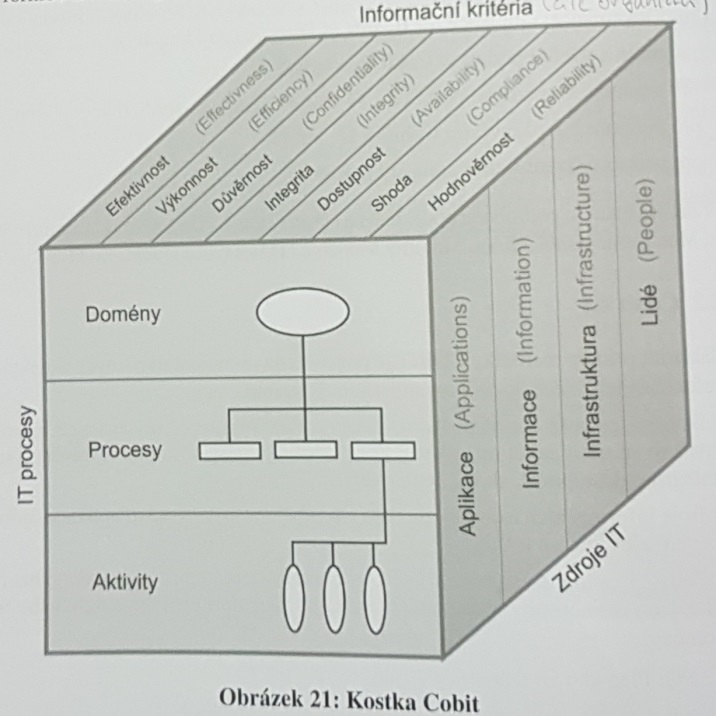 Informační kritéria
Efektivnost (Effectivness)
Výkonnost (Efficiency)
Důvěrnost (Confidentiality)
Integrita (Integrity)
Dostupnost (Availability)
Shoda (Compliance)
Hodnověrnost (Reliability)
IT procesy
Domény
Procesy
Aktivity
Aplikace (Applications)
Informace (Information)
Infrastruktura (Infrastructure)
Lidé (People)
Zdroje IT
Obrázek 21: Kostka Cobit